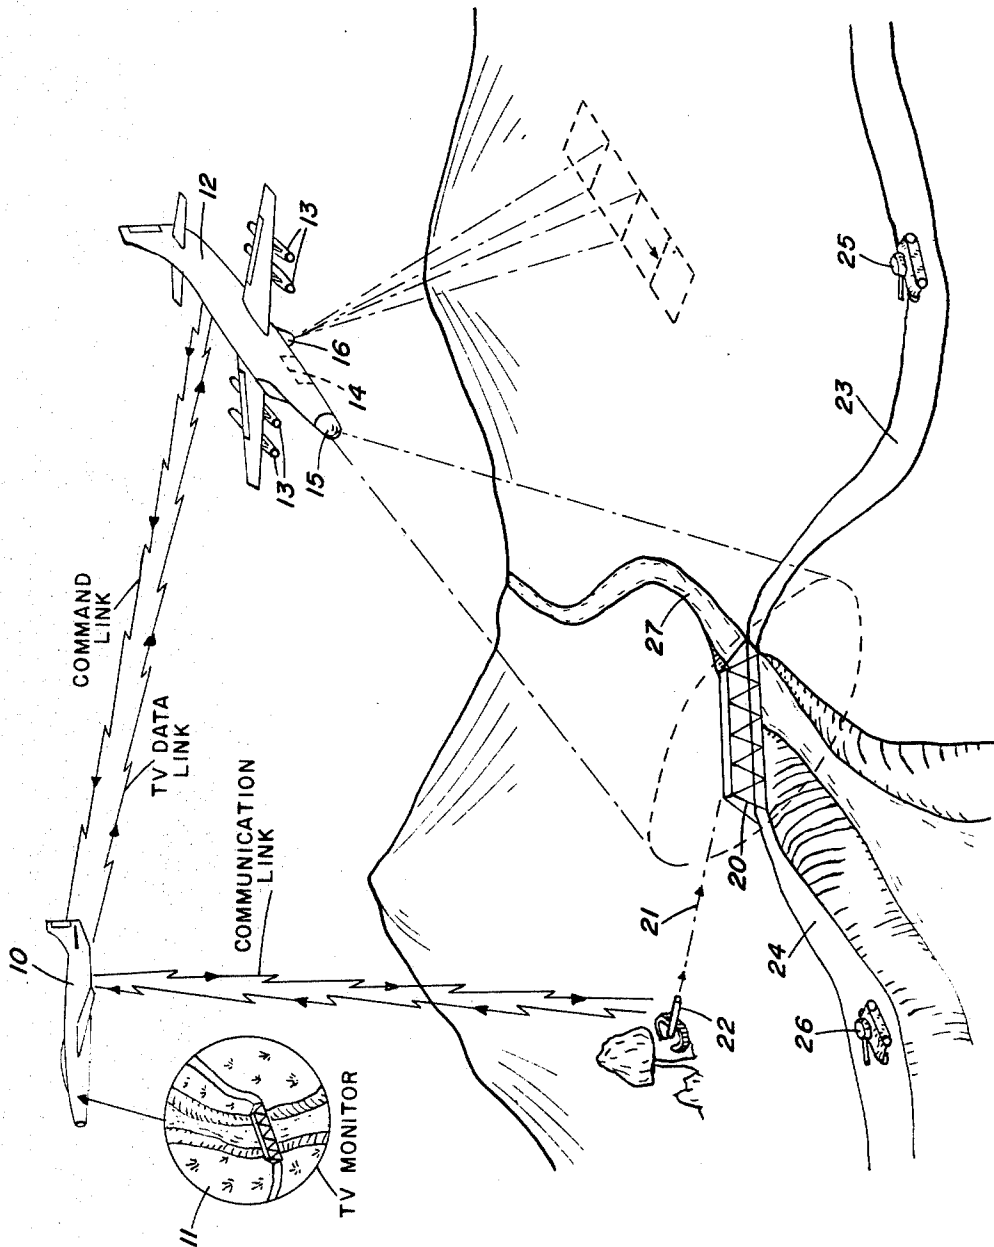 10
COMMAND
LINK
12
TV DATA
LINK
13
COMMUNICATION
LINK
16
14
13
15
11
TV MONITOR
25
27
23
21
20
22
24
26